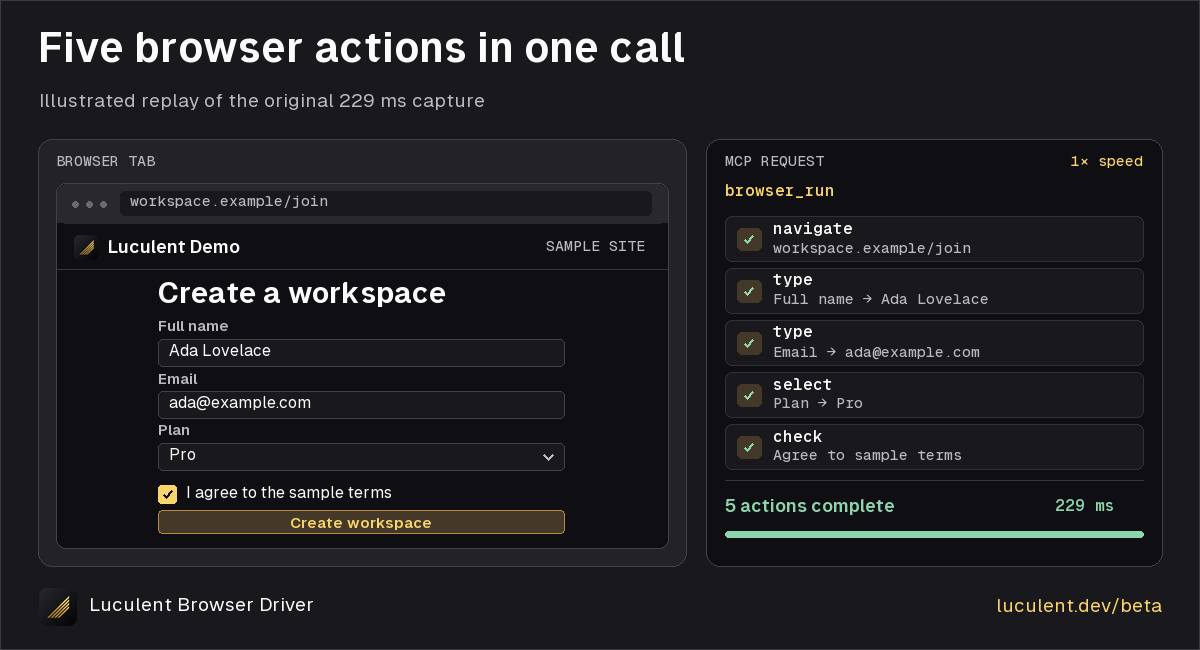 Five browser actions in one call
Illustrated replay of the original 229 ms capture
BROWSER TAB
workspace.example/join
Luculent Demo
SAMPLE SITE
Create a workspace
Full name
Ada Lovelace
Email
ada@example.com
Plan
Pro
I agree to the sample terms
Create workspace
MCP REQUEST
1× speed
browser_run
navigate
workspace.example/join
type
Full name → Ada Lovelace
type
Email → ada@example.com
select
Plan → Pro
check
Agree to sample terms
5 actions complete
229 ms
Luculent Browser Driver
luculent.dev/beta